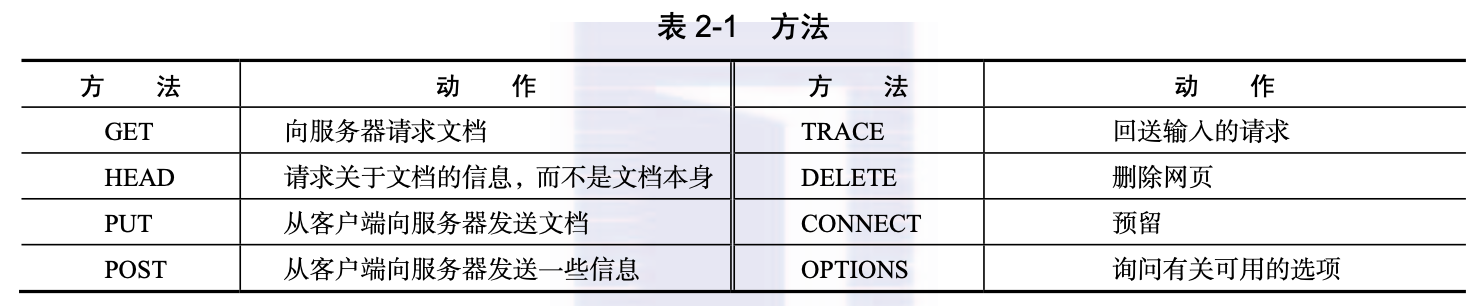 表 2-1 方法
方 法 动 作 方 法 动 作
GET 向服务器请求文档 TRACE 回送输入的请求
HEAD 请求关于文档的信息，而不是文档本身 DELETE 删除网页
PUT 从客户端向服务器发送文档 CONNECT 预留
POST 从客户端向服务器发送一些信息 OPTIONS 询问有关可用的选项